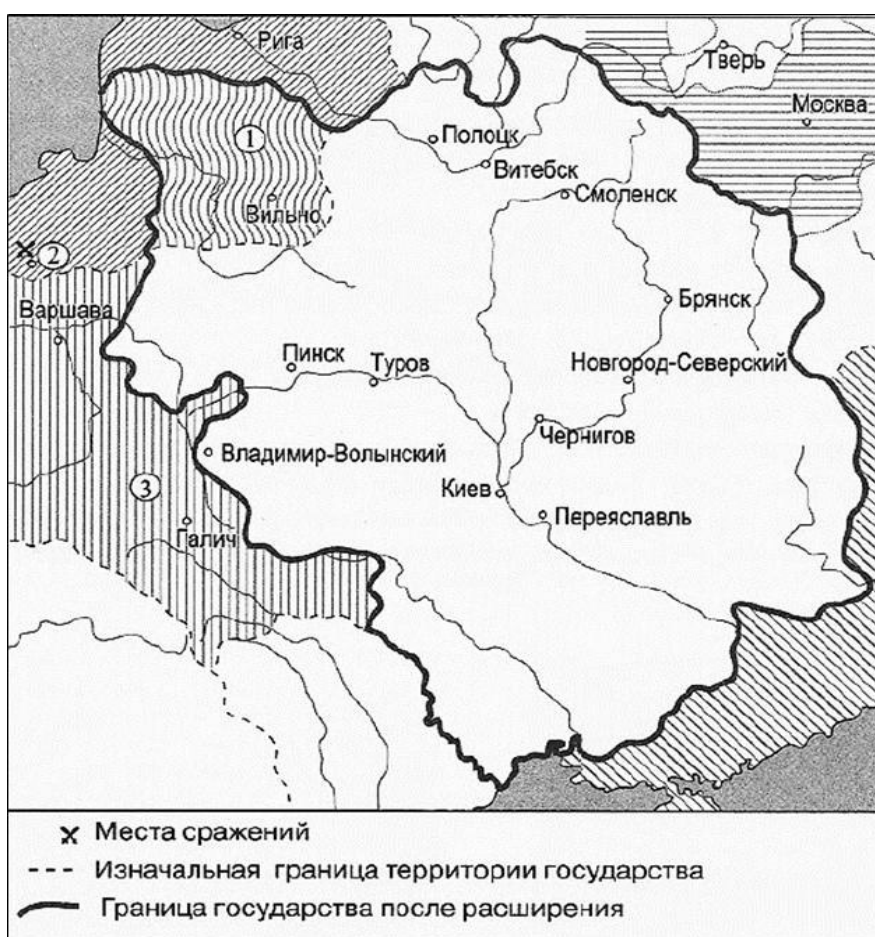 Рига
Тверь
Москва
1
Полоцк
Витебск
Вильно
Смоленск
2
Варшава
Брянск
Пинск
Туров
Новгород-Северский
Чернигов
Владимир-Волынский
3
Киев
Переяславль
Галич
Места сражений
Изначальная граница территории государства
Граница государства после расширения